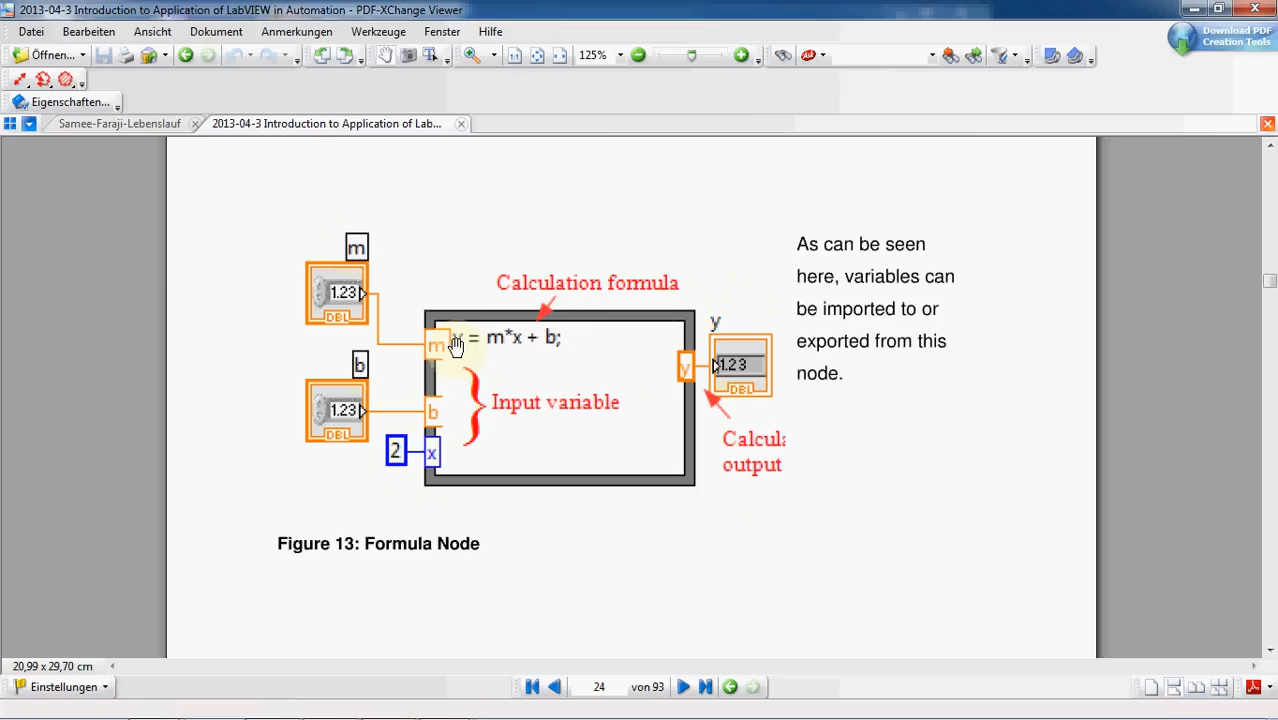 2013-04-3 Introduction to Application of LabVIEW in Automation - PDF-XChange Viewer
Datei Bearbeiten Ansicht Dokument Anmerkungen Werkzeuge Fenster Hilfe
Download PDF
Creation Tools
Öffnen...
125%
Eigenschaften...
Samee-Faraji-Lebenslauf
2013-04-3 Introduction to Application of Lab...
m
1.23
DBL
b
1.23
DBL
2
Calculation formula
m
y = m*x + b;
b
Input variable
x
y
y
1.23
DBL
Calcula
output
As can be seen
here, variables can
be imported to or
exported from this
node.
Figure 13: Formula Node
20,99 x 29,70 cm
Einstellungen
24 von 93